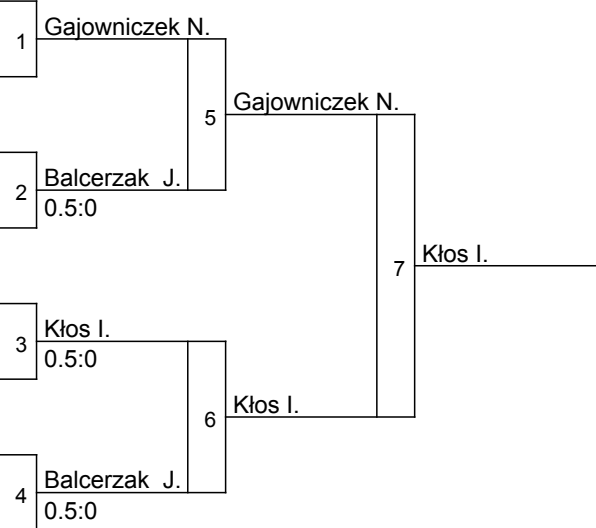 1
Gajowniczek N.
5
Gajowniczek N.
2
Balcerzak J.
0.5:0
7
Kłos I.
3
Kłos I.
0.5:0
6
Kłos I.
4
Balcerzak J.
0.5:0